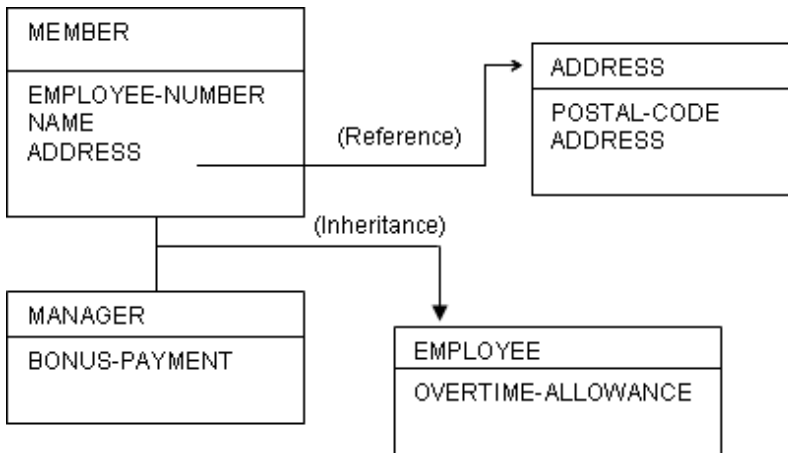 MEMBER
EMPLOYEE-NUMBER
NAME
ADDRESS
(Reference)
ADDRESS
POSTAL-CODE
ADDRESS
(Inheritance)
MANAGER
BONUS-PAYMENT
EMPLOYEE
OVERTIME-ALLOWANCE